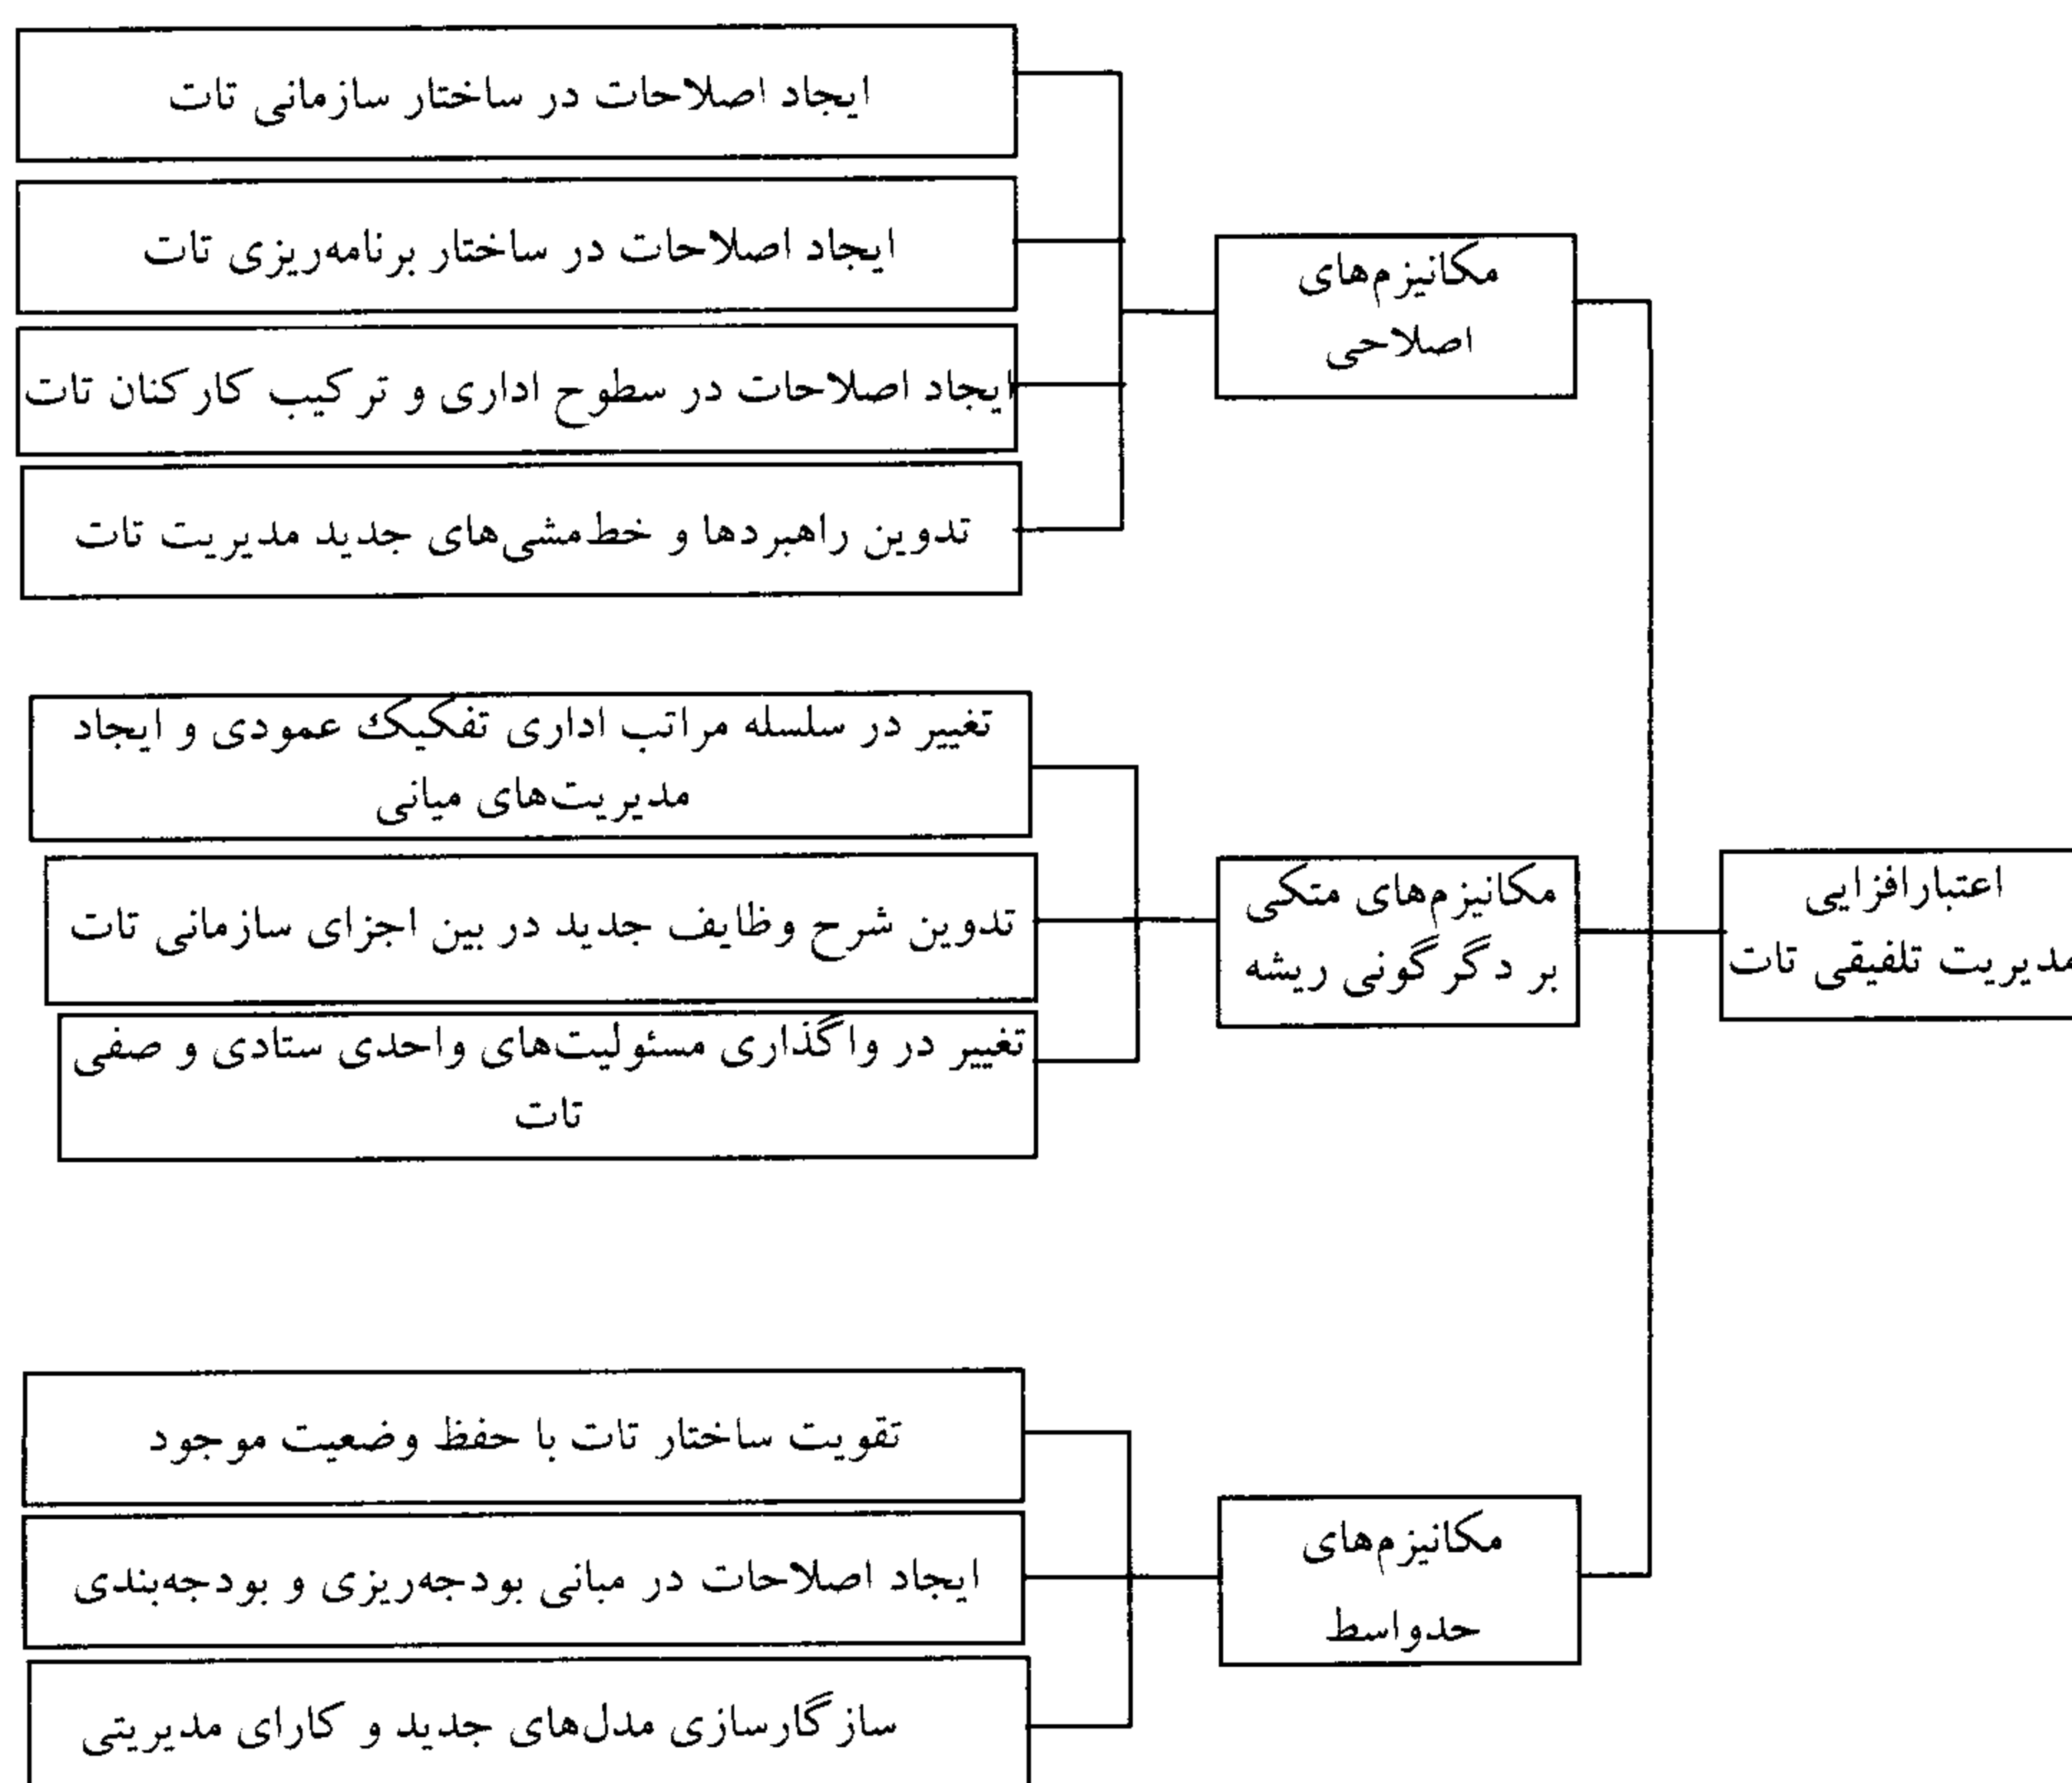 اعتبارافزایی
مدیریت تلفیقی تات
مکانیزم‌های
اصلاحی
ایجاد اصلاحات در ساختار سازمانی تات
ایجاد اصلاحات در ساختار برنامه‌ریزی تات
ایجاد اصلاحات در سطوح اداری و ترکیب کارکنان تات
تدوین راهبردها و خط‌مشی‌های جدید مدیریت تات
مکانیزم‌های متکی
بر دگرگونی ریشه
تغییر در سلسله مراتب اداری تفکیک عمودی و ایجاد
مدیریت‌های میانی
تدوین شرح وظایف جدید در بین اجزای سازمانی تات
تغییر در واگذاری مسئولیت‌های واحدی ستادی و صفی
تات
مکانیزم‌های
حدواسط
تقویت ساختار تات با حفظ وضعیت موجود
ایجاد اصلاحات در مبانی بودجه‌ریزی و بودجه‌بندی
سازگارسازی مدل‌های جدید و کارای مدیریتی